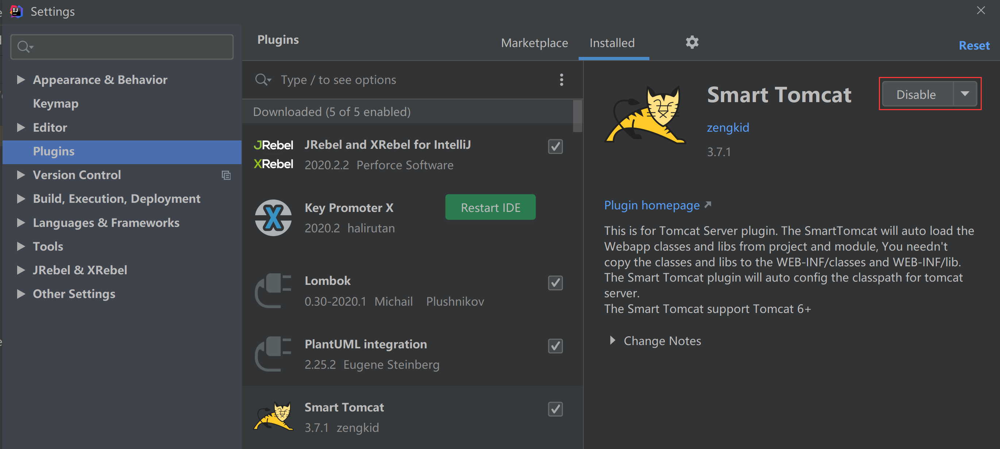 Settings
Appearance & Behavior
Keymap
Editor
Plugins
Version Control
Build, Execution, Deployment
Languages & Frameworks
Tools
JRebel & XRebel
Other Settings
Plugins
Marketplace
Installed
Reset
Type / to see options
Downloaded (5 of 5 enabled)
JRebel
XRebel
JRebel and XRebel for IntelliJ
2020.2.2 Perforce Software
Key Promoter X
2020.2 halirutan
Restart IDE
Lombok
0.30-2020.1 Michail Plushnikov
PlantUML integration
2.25.2 Eugene Steinberg
Smart Tomcat
3.7.1 zengkid
Smart Tomcat
Disable
zengkid
3.7.1
Plugin homepage
This is for Tomcat Server plugin. The SmartTomcat will auto load the
Webapp classes and libs from project and module, You needn't
copy the classes and libs to the WEB-INF/classes and WEB-INF/lib.
The Smart Tomcat plugin will auto config the classpath for tomcat
server.
The Smart Tomcat support Tomcat 6+
Change Notes